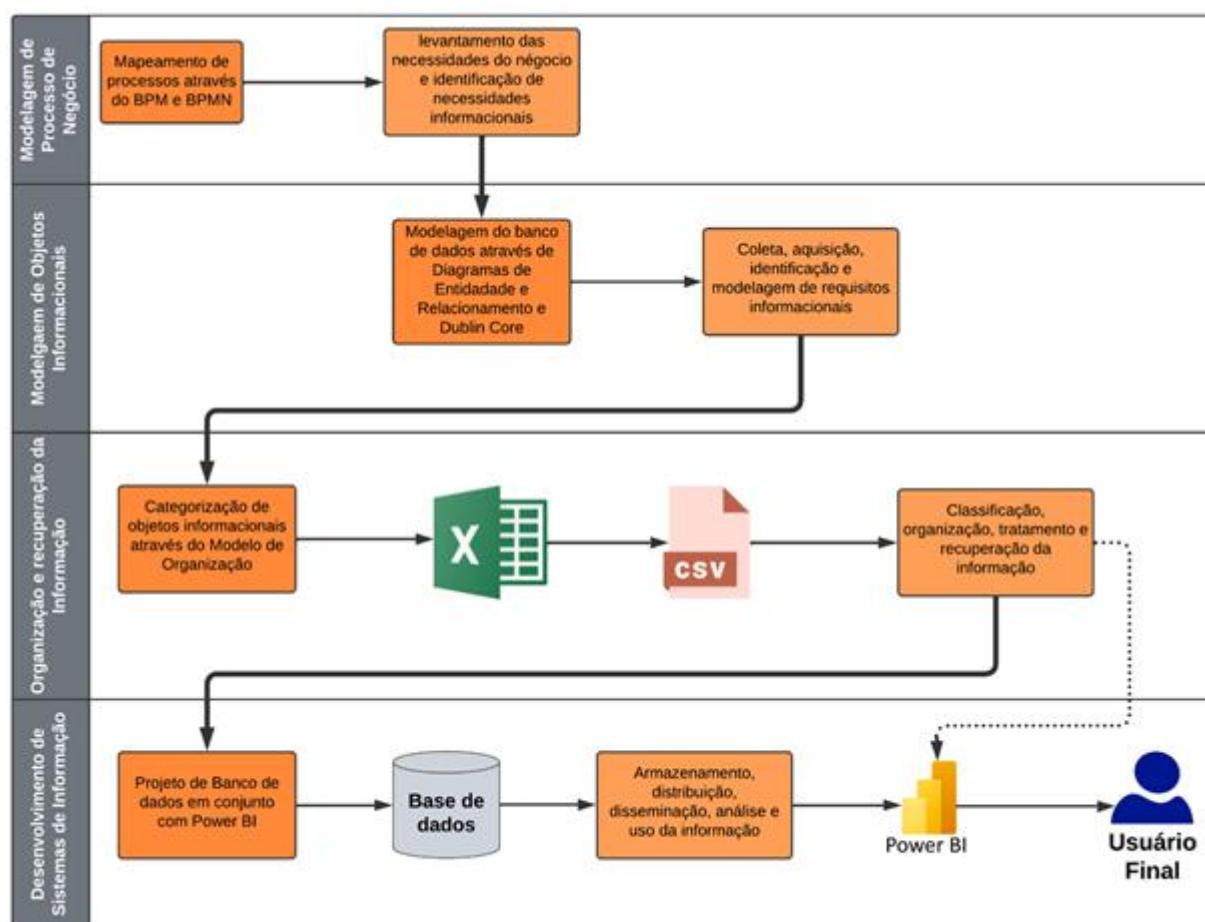 Modelagem de
Processo de
Negócio
Mapeamento de
processos através
do BPM e BPMN
levantamento das
necessidades do négocio
e identificação de
necessidades
informacionais
Modelgaem de Objetos
Informacionais
Modelagem do banco
de dados através de
Diagramas de
Entidadade e
Relacionamento e
Dublin Core
Coleta, aquisição,
identificação e
modelagem de requisitos
informacionais
Organização e recuperação da
Informação
Categorização de
objetos informacionais
através do Modelo de
Organização
X
CSV
Classificação,
organização, tratamento e
recuperação da
informação
Desenvolvimento de
Sistemas de Informação
Projeto de Banco de
dados em conjunto
com Power BI
Base de
dados
Armazenamento,
distribuição,
disseminação, análise e
uso da informação
Power BI
Usuário
Final